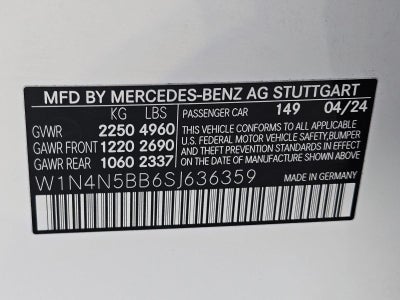 MFD BY MERCEDES-BENZ AG STUTTGART
KG LBS
PASSENGER CAR 149 04/24
GVWR 2250 4960
GAWR FRONT 1220 2690
GAWR REAR 1060 2337
THIS VEHICLE CONFORMS TO ALL APPLICABLE
U.S. FEDERAL MOTOR VEHICLE SAFETY,BUMPER
AND THEFT PREVENTION STANDARDS IN
EFFECT ON THE DATE OF MANUFACTURE
SHOWN ABOVE.
W1N4N5BB6SJ636359
MADE IN GERMANY